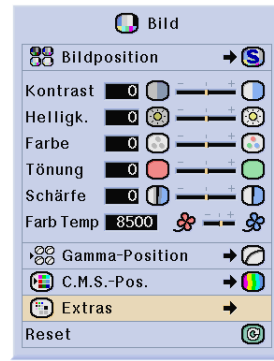 Bild
Bildposition S
Kontrast 0 - +
Helligk. 0 - +
Farbe 0 - +
Tönung 0 - +
Schärfe 0 - +
Farb Temp 8500 - +
Gamma-Position
C.M.S.-Pos.
Extras
Reset